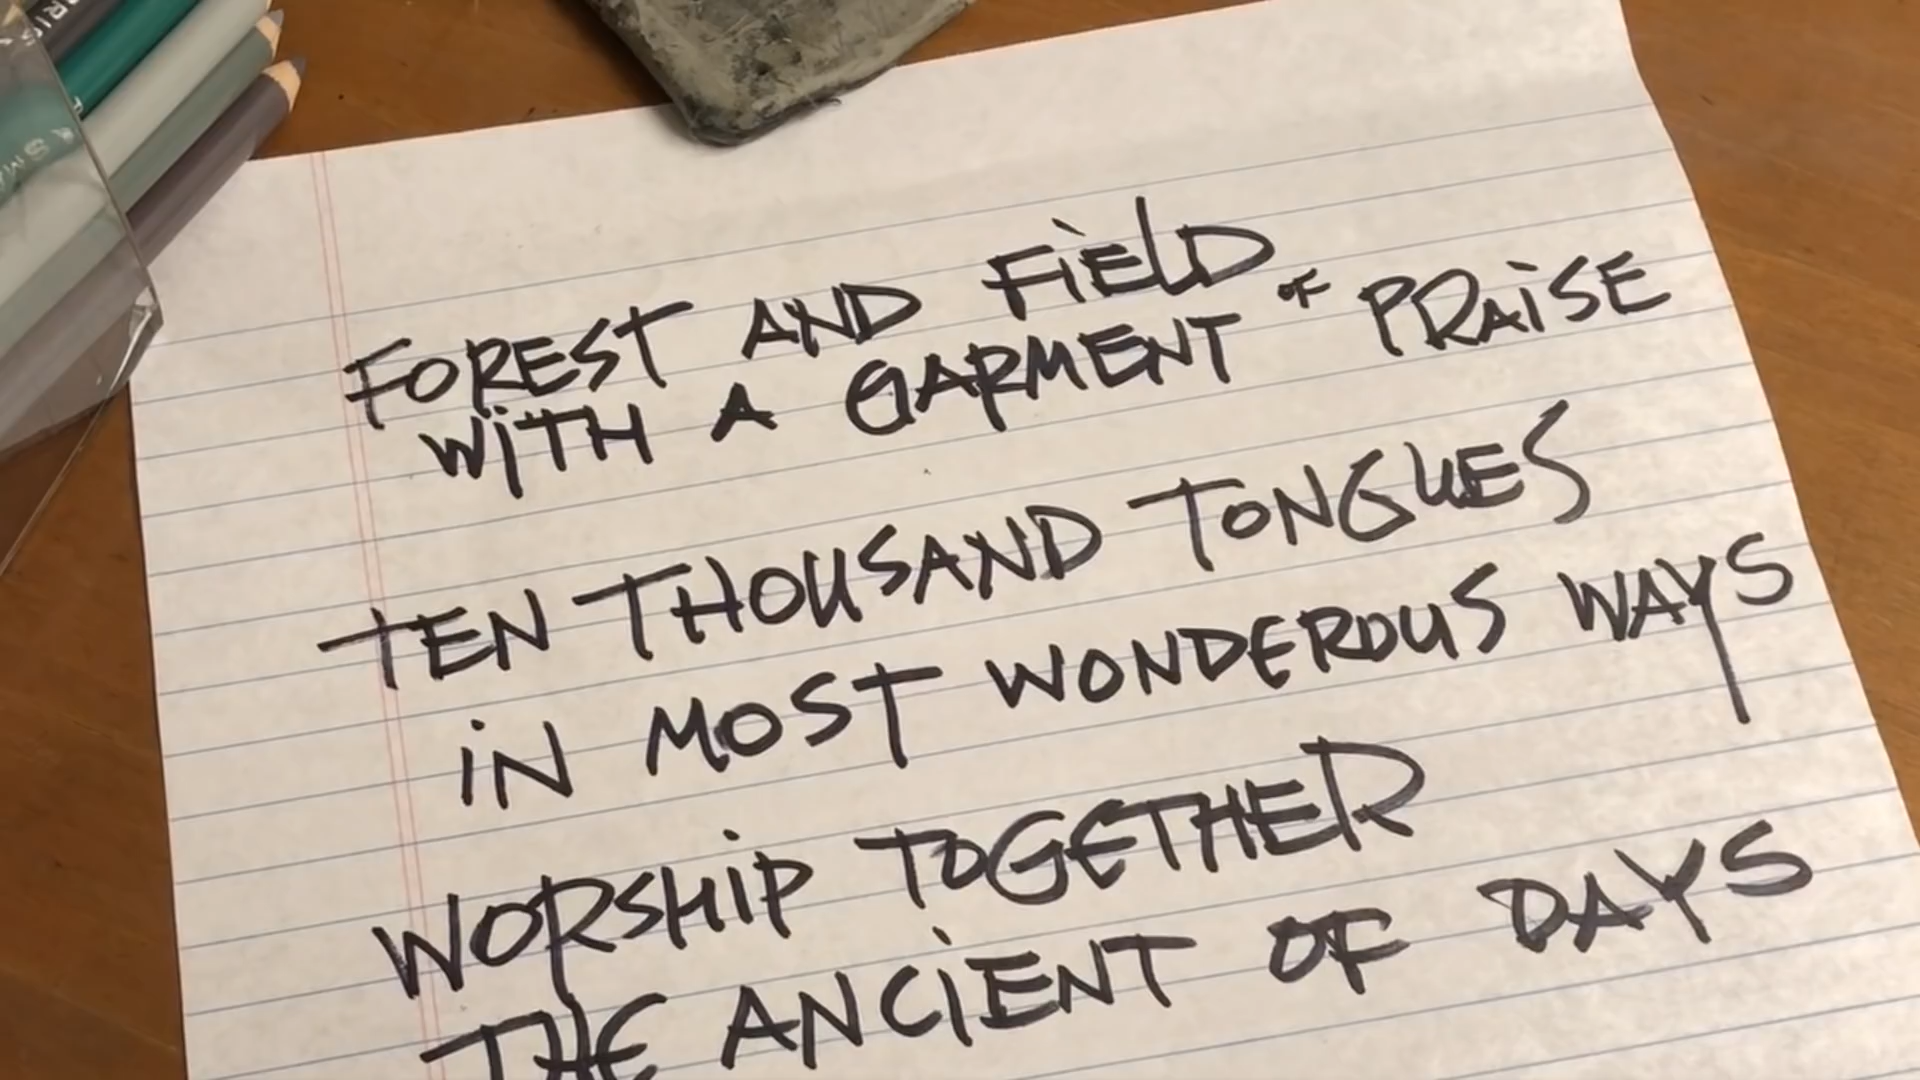 FOREST AND FiELD
WiTH A GARMENT OF PRAiSE
TEN THOUSAND TONGUES
iN MOST WONDEROUS WAYS
WORSHiP TOGETHER
THE ANCiENT OF DAYS